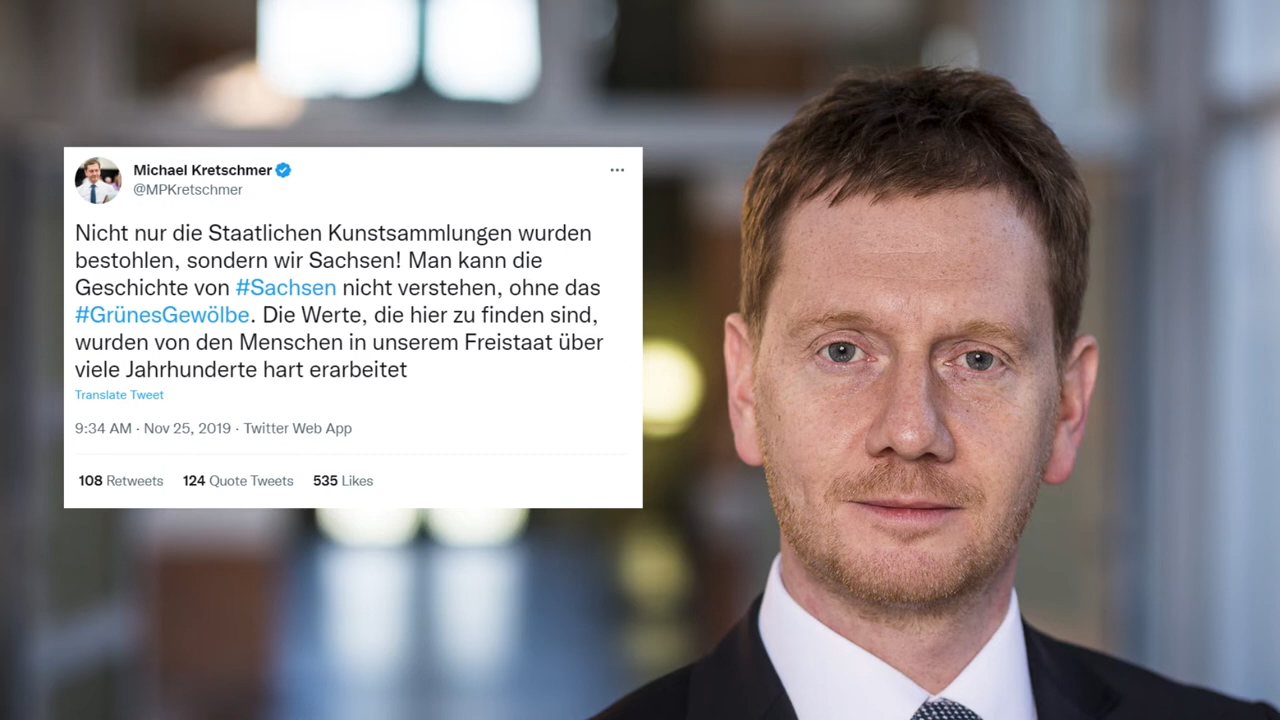 Michael Kretschmer
@MPKretschmer
Nicht nur die Staatlichen Kunstsammlungen wurden
bestohlen, sondern wir Sachsen! Man kann die
Geschichte von #Sachsen nicht verstehen, ohne das
#GrünesGewölbe. Die Werte, die hier zu finden sind,
wurden von den Menschen in unserem Freistaat über
viele Jahrhunderte hart erarbeitet
Translate Tweet
9:34 AM · Nov 25, 2019 · Twitter Web App
108 Retweets 124 Quote Tweets 535 Likes